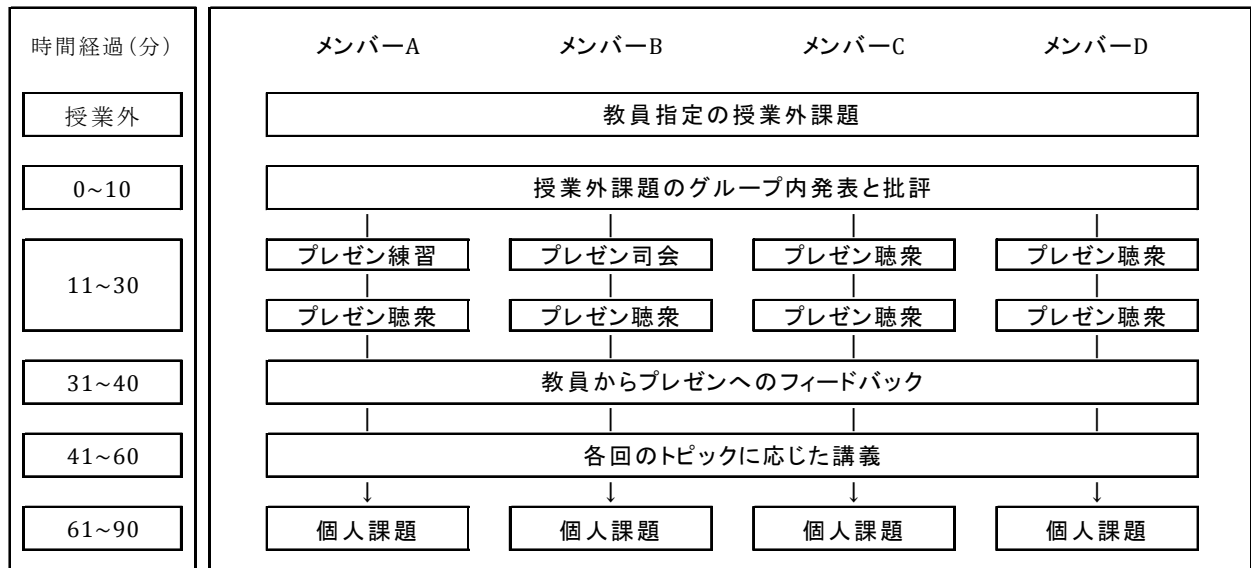 時間経過(分) メンバーA メンバーB メンバーC メンバーD
授業外 教員指定の授業外課題
0~10 授業外課題のグループ内発表と批評
プレゼン練習 プレゼン司会 プレゼン聴衆 プレゼン聴衆
11~30
プレゼン聴衆 プレゼン聴衆 プレゼン聴衆 プレゼン聴衆
31~40 教員からプレゼンへのフィードバック
41~60 各回のトピックに応じた講義
↓ ↓ ↓ ↓
61~90 個人課題 個人課題 個人課題 個人課題